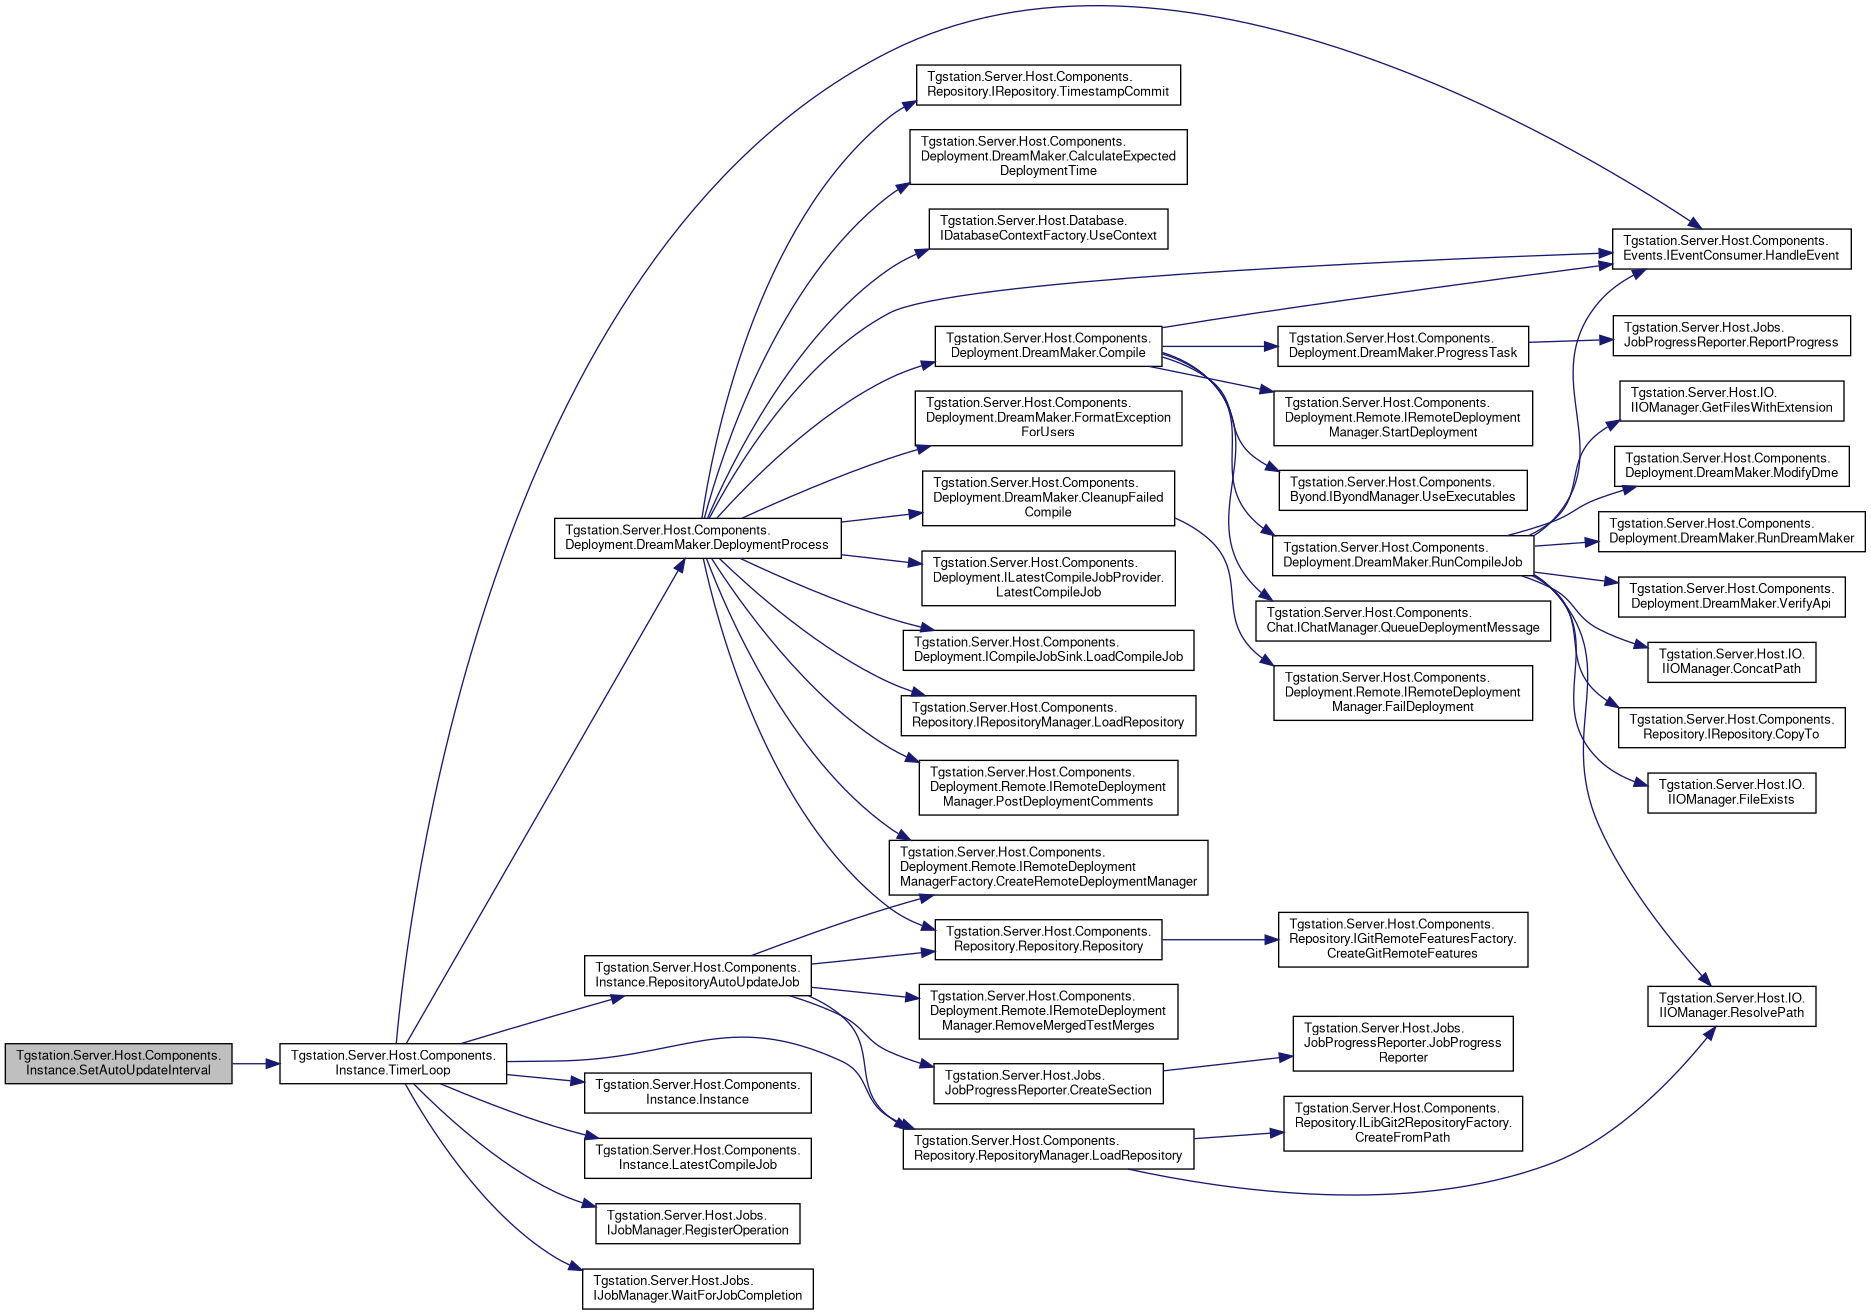 Tgstation.Server.Host.Components.
Instance.SetAutoUpdateInterval
Tgstation.Server.Host.Components.
Instance.TimerLoop
Tgstation.Server.Host.Components.
Deployment.DreamMaker.DeploymentProcess
Tgstation.Server.Host.Components.
Instance.RepositoryAutoUpdateJob
Tgstation.Server.Host.Components.
Instance.Instance
Tgstation.Server.Host.Components.
Instance.LatestCompileJob
Tgstation.Server.Host.Jobs.
IJobManager.RegisterOperation
Tgstation.Server.Host.Jobs.
IJobManager.WaitForJobCompletion
Tgstation.Server.Host.Components.
Repository.IRepository.TimestampCommit
Tgstation.Server.Host.Components.
Deployment.DreamMaker.CalculateExpected
DeploymentTime
Tgstation.Server.Host.Database.
IDatabaseContextFactory.UseContext
Tgstation.Server.Host.Components.
Deployment.DreamMaker.Compile
Tgstation.Server.Host.Components.
Deployment.DreamMaker.FormatException
ForUsers
Tgstation.Server.Host.Components.
Deployment.DreamMaker.CleanupFailed
Compile
Tgstation.Server.Host.Components.
Deployment.ILatestCompileJobProvider.
LatestCompileJob
Tgstation.Server.Host.Components.
Deployment.ICompileJobSink.LoadCompileJob
Tgstation.Server.Host.Components.
Repository.IRepositoryManager.LoadRepository
Tgstation.Server.Host.Components.
Deployment.Remote.IRemoteDeployment
Manager.PostDeploymentComments
Tgstation.Server.Host.Components.
Deployment.Remote.IRemoteDeployment
ManagerFactory.CreateRemoteDeploymentManager
Tgstation.Server.Host.Components.
Repository.Repository.Repository
Tgstation.Server.Host.Components.
Deployment.Remote.IRemoteDeployment
Manager.RemoveMergedTestMerges
Tgstation.Server.Host.Jobs.
JobProgressReporter.CreateSection
Tgstation.Server.Host.Components.
Repository.RepositoryManager.LoadRepository
Tgstation.Server.Host.Components.
Deployment.DreamMaker.ProgressTask
Tgstation.Server.Host.Components.
Deployment.Remote.IRemoteDeployment
Manager.StartDeployment
Tgstation.Server.Host.Components.
Byond.IByondManager.UseExecutables
Tgstation.Server.Host.Components.
Deployment.DreamMaker.RunCompileJob
Tgstation.Server.Host.Components.
Chat.IChatManager.QueueDeploymentMessage
Tgstation.Server.Host.Components.
Deployment.Remote.IRemoteDeployment
Manager.FailDeployment
Tgstation.Server.Host.Components.
Repository.IGitRemoteFeaturesFactory.
CreateGitRemoteFeatures
Tgstation.Server.Host.Jobs.
JobProgressReporter.JobProgress
Reporter
Tgstation.Server.Host.Components.
Repository.ILibGit2RepositoryFactory.
CreateFromPath
Tgstation.Server.Host.Components.
Events.IEventConsumer.HandleEvent
Tgstation.Server.Host.Jobs.
JobProgressReporter.ReportProgress
Tgstation.Server.Host.IO.
IIOManager.GetFilesWithExtension
Tgstation.Server.Host.Components.
Deployment.DreamMaker.ModifyDme
Tgstation.Server.Host.Components.
Deployment.DreamMaker.RunDreamMaker
Tgstation.Server.Host.Components.
Deployment.DreamMaker.VerifyApi
Tgstation.Server.Host.IO.
IIOManager.ConcatPath
Tgstation.Server.Host.Components.
Repository.IRepository.CopyTo
Tgstation.Server.Host.IO.
IIOManager.FileExists
Tgstation.Server.Host.IO.
IIOManager.ResolvePath